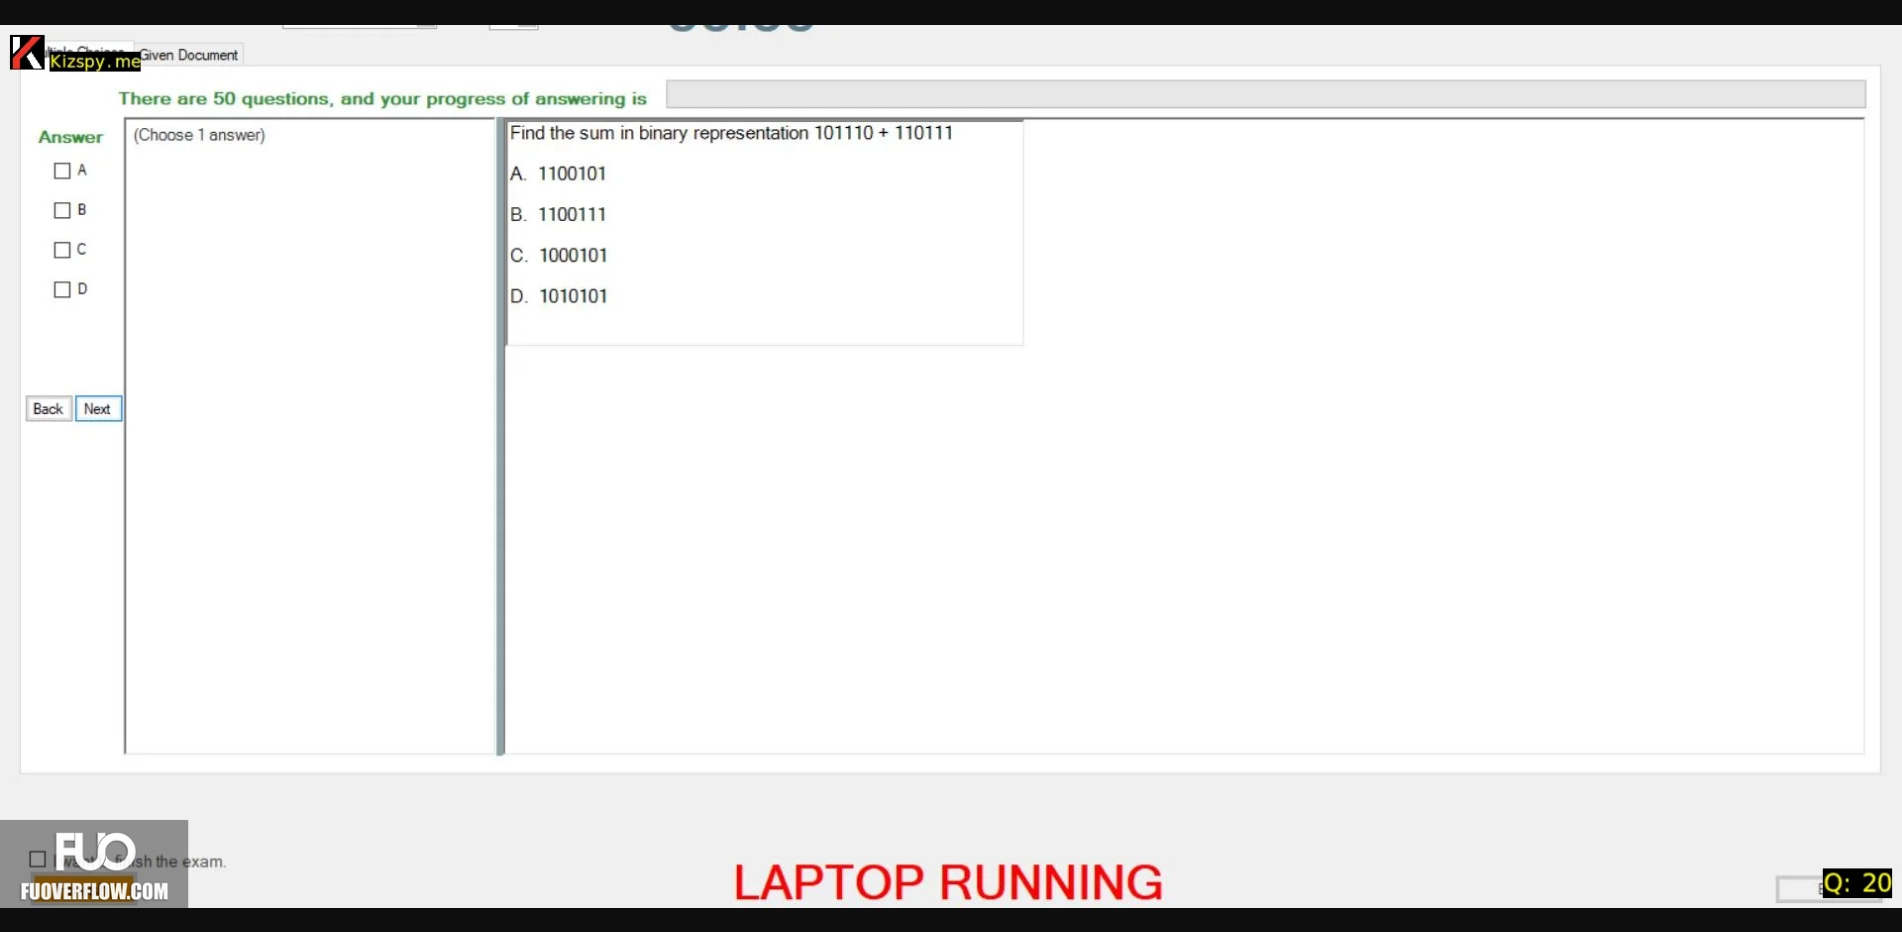 Kizspy.me
Given Document
There are 50 questions, and your progress of answering is
Answer
(Choose 1 answer)
A
B
C
D
Back
Next
Find the sum in binary representation 101110 + 110111
A. 1100101
B. 1100111
C. 1000101
D. 1010101
FUO
the exam.
FUOVERFLOW.COM
LAPTOP RUNNING
Q: 20